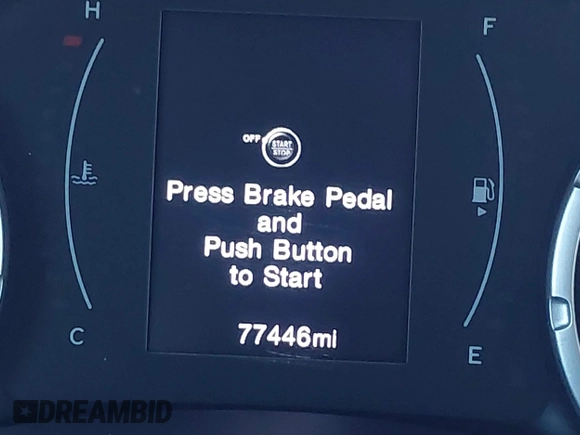 H
F
OFF
START
STOP
Press Brake Pedal
and
Push Button
to Start
77446mi
C
E
DREAMBID